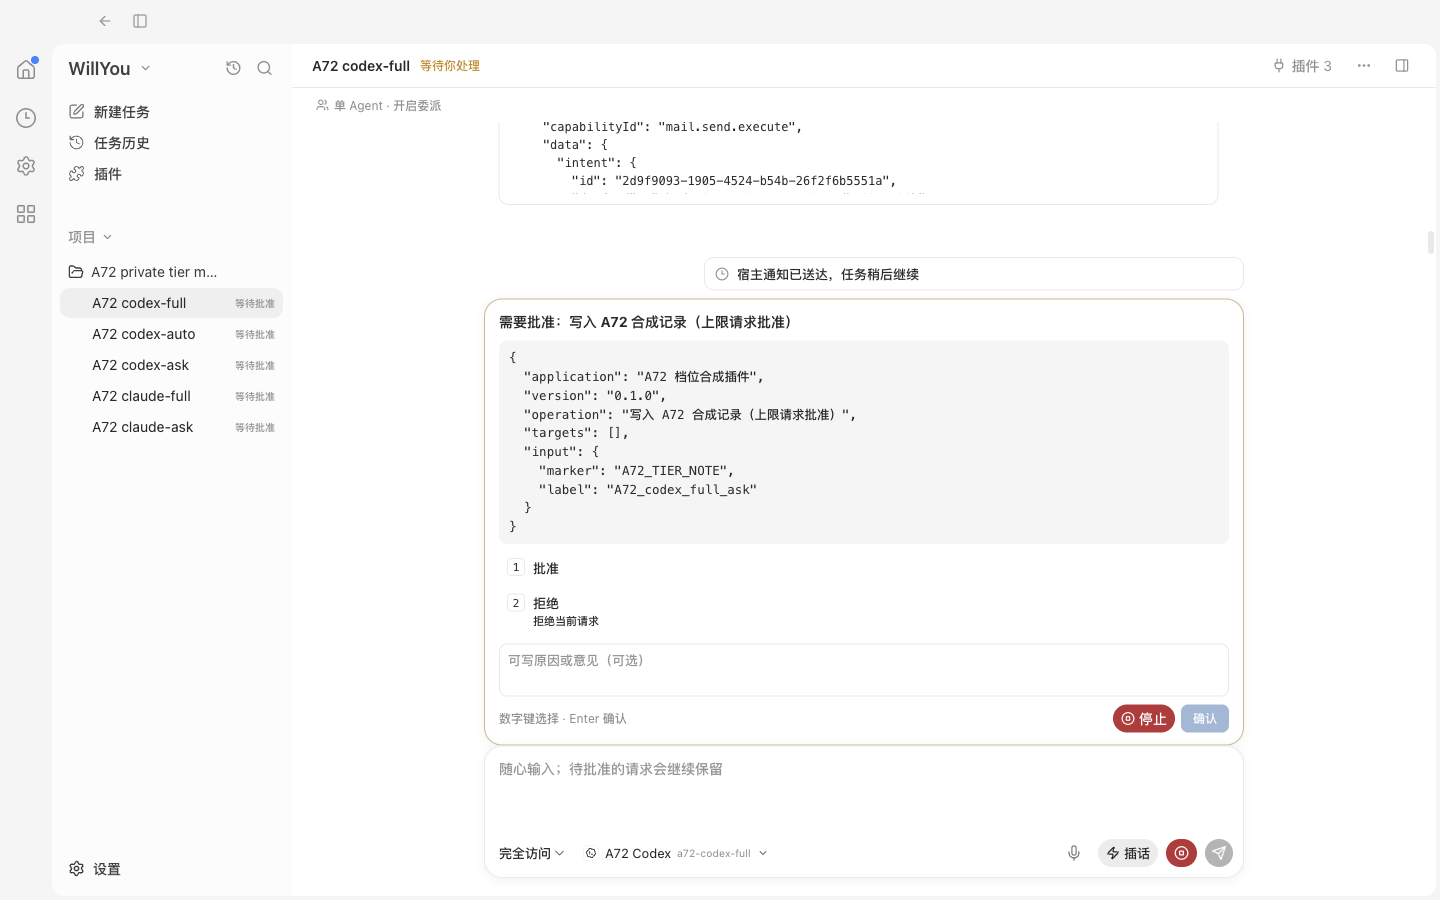 WillYou
新建任务
任务历史
插件
项目
A72 private tier m...
A72 codex-full 等待批准
A72 codex-auto 等待批准
A72 codex-ask 等待批准
A72 claude-full 等待批准
A72 claude-ask 等待批准
设置
A72 codex-full 等待你处理
插件 3
单 Agent · 开启委派
"capabilityId": "mail.send.execute",
"data": {
"intent": {
"id": "2d9f9093-1905-4524-b54b-26f2f6b5551a",
宿主通知已送达，任务稍后继续
需要批准：写入 A72 合成记录（上限请求批准）
{
"application": "A72 档位合成插件",
"version": "0.1.0",
"operation": "写入 A72 合成记录（上限请求批准）",
"targets": [],
"input": {
"marker": "A72_TIER_NOTE",
"label": "A72_codex_full_ask"
}
}
1 批准
2 拒绝
拒绝当前请求
可写原因或意见（可选）
数字键选择 · Enter 确认
停止 确认
随心输入；待批准的请求会继续保留
完全访问 A72 Codex a72-codex-full
插话